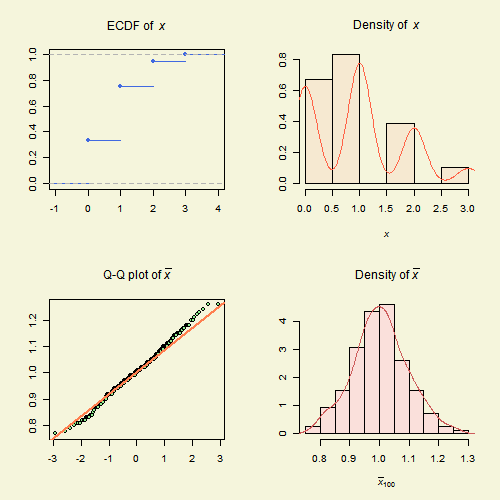 ECDF of x
Density of x
0.0 0.2 0.4 0.6 0.8 1.0
-1 0 1 2 3 4
0.0 0.2 0.4 0.6 0.8
0.0 0.5 1.0 1.5 2.0 2.5 3.0
x
Q-Q plot of x̅
Density of x̅
0.8 0.9 1.0 1.1 1.2
-3 -2 -1 0 1 2 3
0 1 2 3 4
0.8 0.9 1.0 1.1 1.2 1.3
x̅₁₀₀